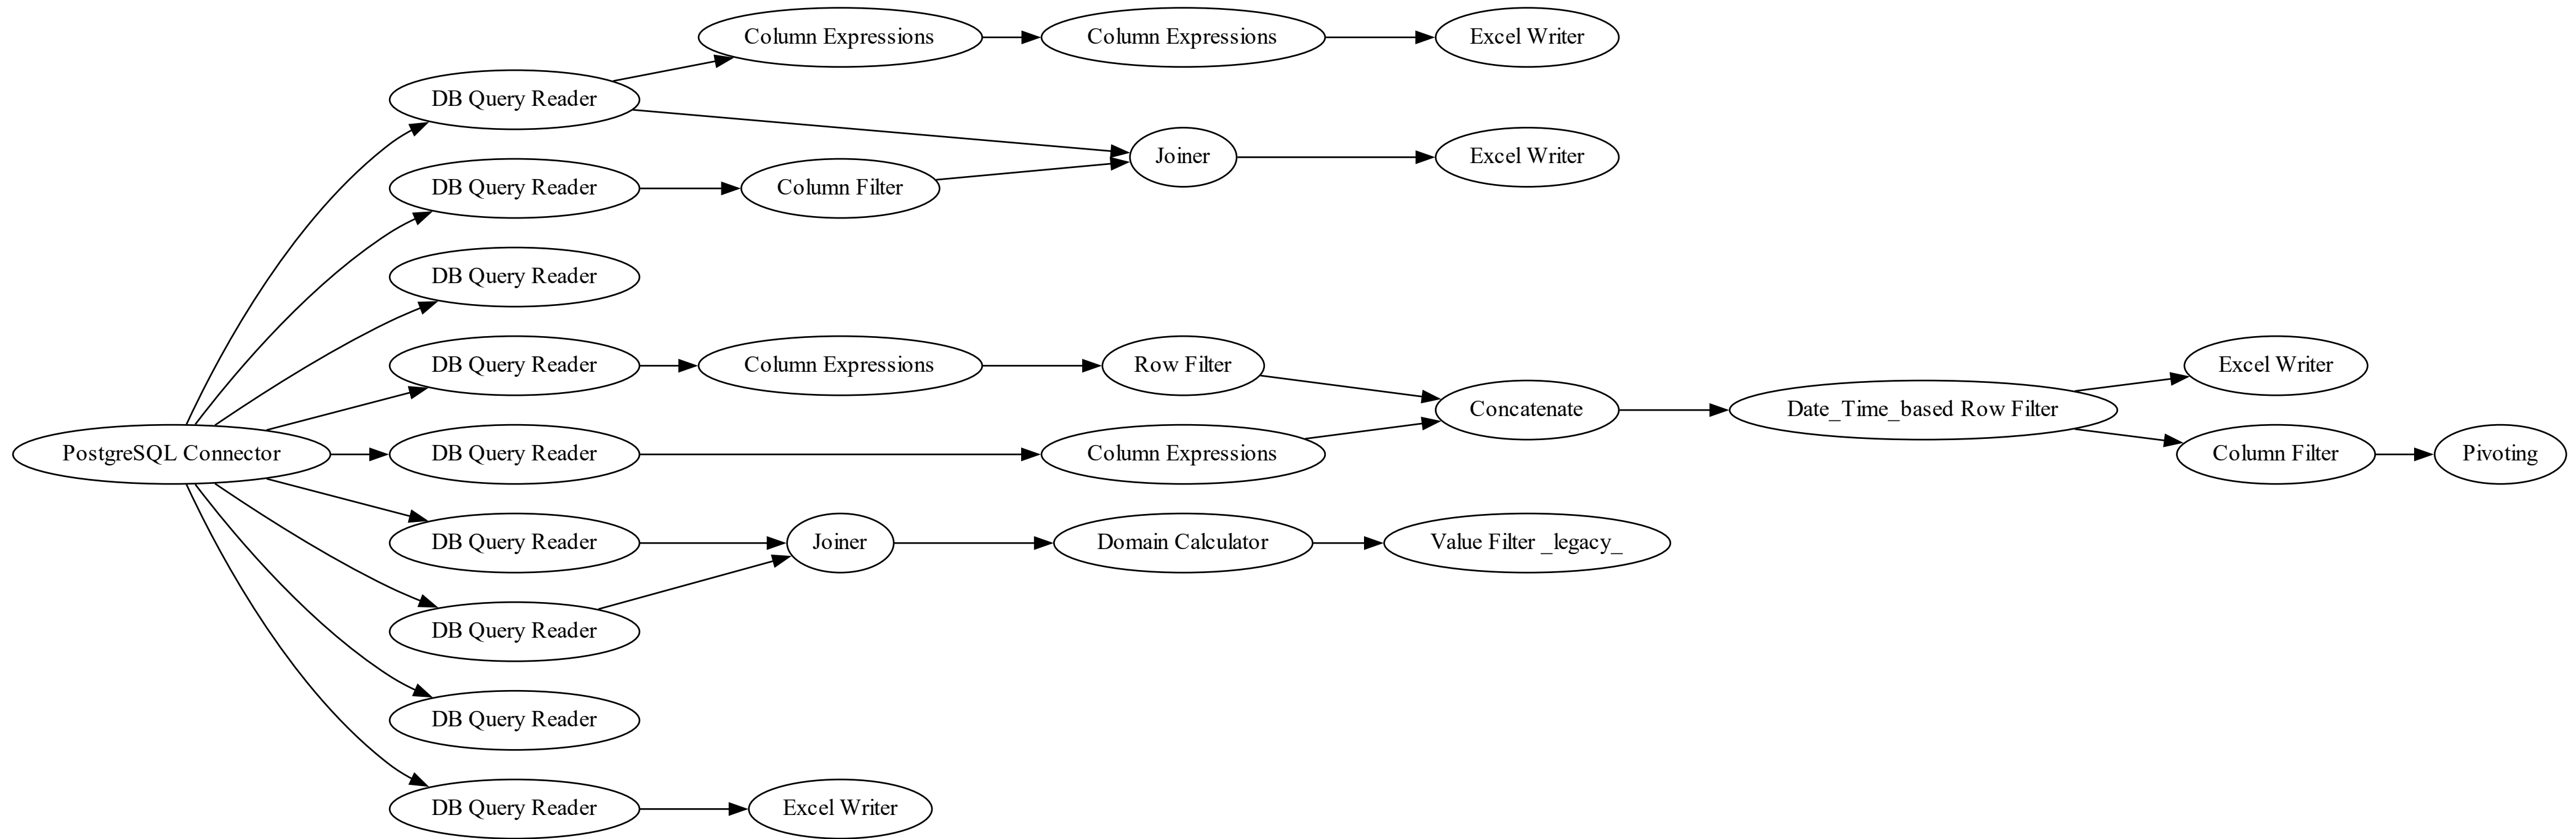 Column Expressions
Column Expressions
Excel Writer
DB Query Reader
Joiner
Excel Writer
DB Query Reader
Column Filter
DB Query Reader
DB Query Reader
Column Expressions
Row Filter
Excel Writer
Concatenate
Date_Time_based Row Filter
PostgreSQL Connector
DB Query Reader
Column Expressions
Column Filter
Pivoting
DB Query Reader
Joiner
Domain Calculator
Value Filter _legacy_
DB Query Reader
DB Query Reader
DB Query Reader
Excel Writer